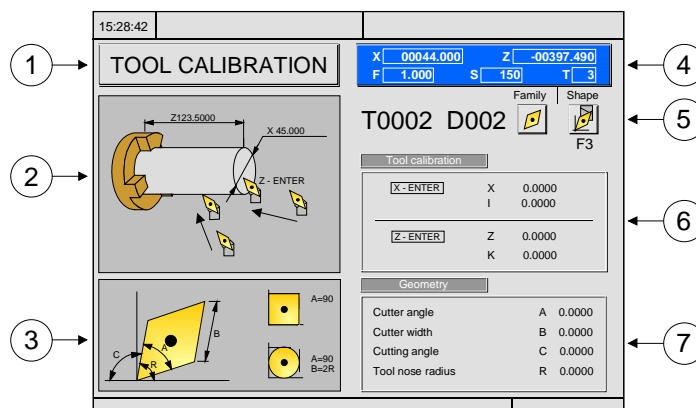 15:28:42
1
TOOL CALIBRATION
X 00044.000 Z -00397.490
F 1.000 S 150 T 3
4
Family Shape
T0002 D002
F3
5
2
Z123.5000
X 45.000
Z - ENTER
Tool calibration
X - ENTER X 0.0000
I 0.0000
Z - ENTER Z 0.0000
K 0.0000
6
3
A=90
B
C
A
R
A=90
B=2R
Geometry
Cutter angle A 0.0000
Cutter width B 0.0000
Cutting angle C 0.0000
Tool nose radius R 0.0000
7